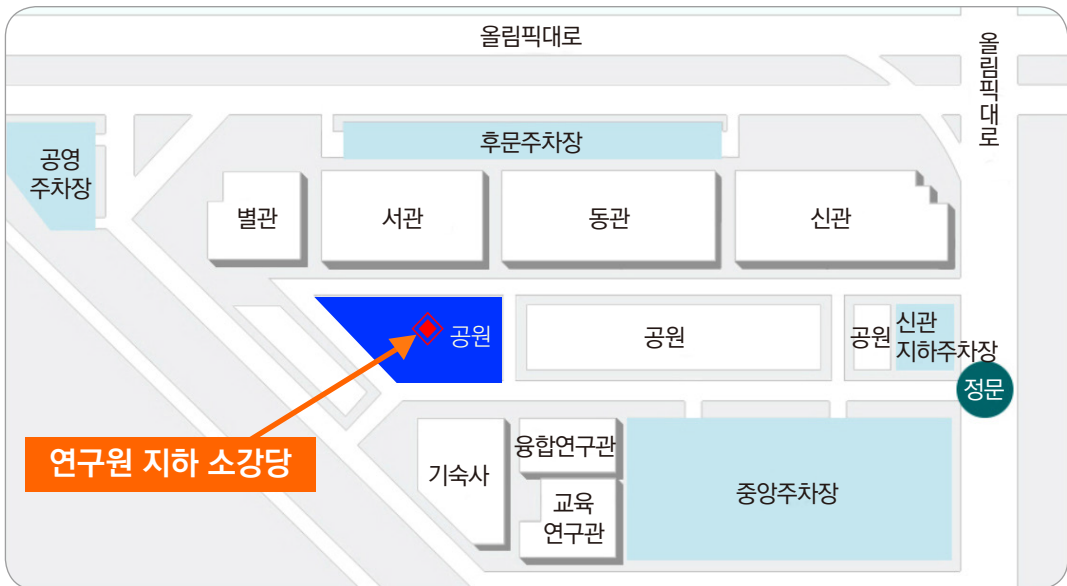 올림픽대로
올림픽대로
공영
주차장
후문주차장
별관
서관
동관
신관
공원
공원
공원
신관
지하주차장
정문
연구원 지하 소강당
기숙사
융합연구관
교육
연구관
중앙주차장